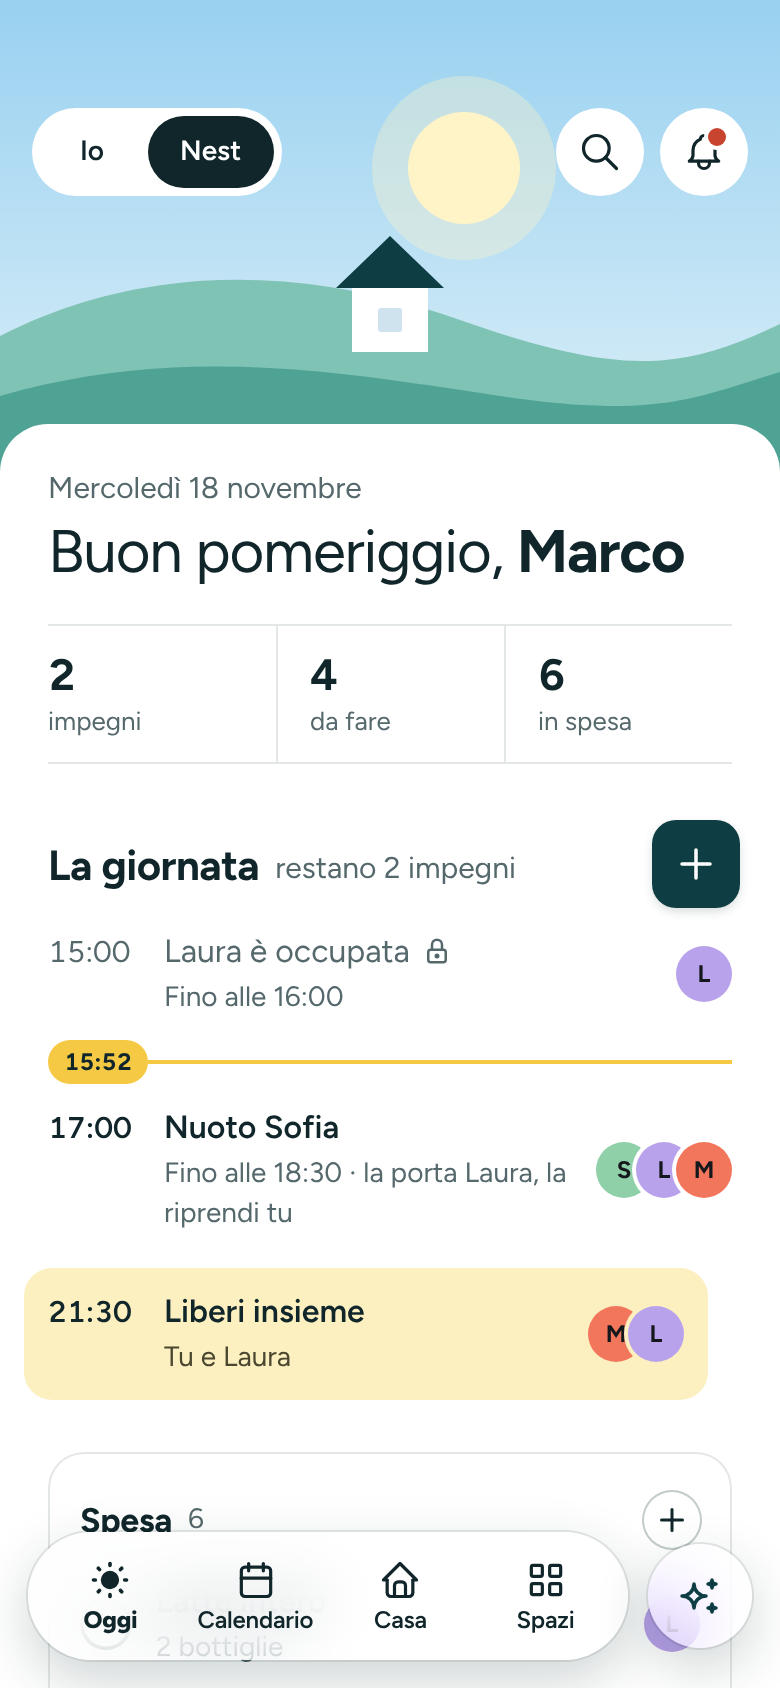 Io
Nest
Mercoledì 18 novembre
Buon pomeriggio, Marco
2
impegni
4
da fare
6
in spesa
La giornata restano 2 impegni
15:00 Laura è occupata
Fino alle 16:00
L
15:52
17:00 Nuoto Sofia
Fino alle 18:30 · la porta Laura, la
riprendi tu
S L M
21:30 Liberi insieme
Tu e Laura
M L
Spesa 6
Latte intero
2 bottiglie
L
Oggi
Calendario
Casa
Spazi